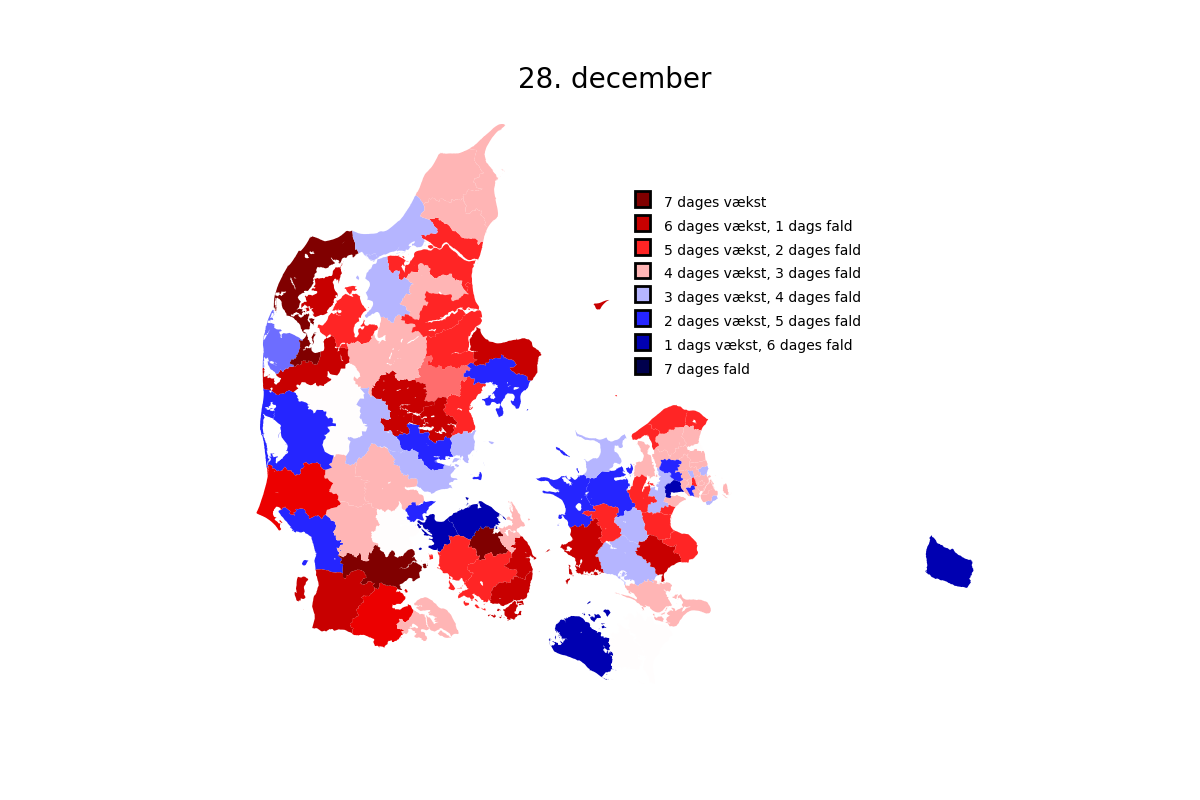 28. december
7 dages vækst
6 dages vækst, 1 dags fald
5 dages vækst, 2 dages fald
4 dages vækst, 3 dages fald
3 dages vækst, 4 dages fald
2 dages vækst, 5 dages fald
1 dags vækst, 6 dages fald
7 dages fald